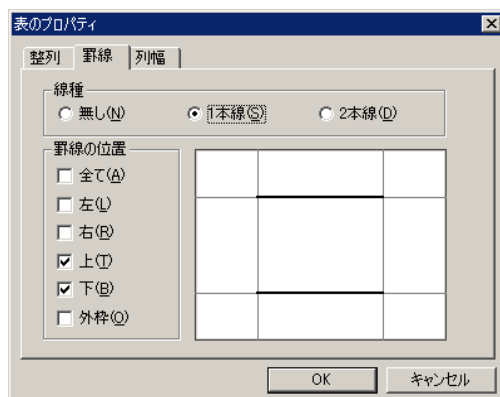 表のプロパティ
整列 罫線 列幅
線種
無し(N) 1本線(S) 2本線(D)
罫線の位置
全て(A)
左(L)
右(R)
上(T)
下(B)
外枠(O)
OK キャンセル